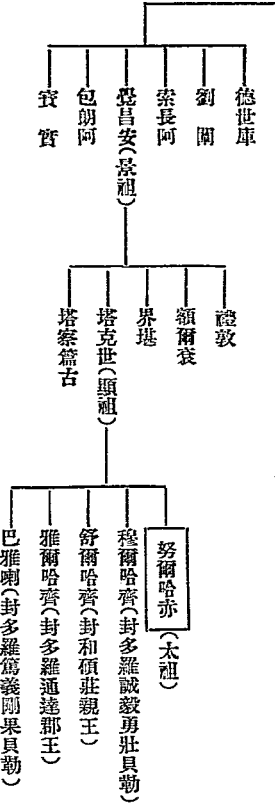 德世庫
劉闡
索長阿
覺昌安(景祖)
包朗阿
寶實
禮敦
額爾袞
界堪
塔克世(顯祖)
塔察篇古
努爾哈赤(太祖)
穆爾哈齊(封多羅誠毅勇壯貝勒)
舒爾哈齊(封和碩莊親王)
雅爾哈齊(封多羅通達郡王)
巴雅喇(封多羅篤義剛果貝勒)